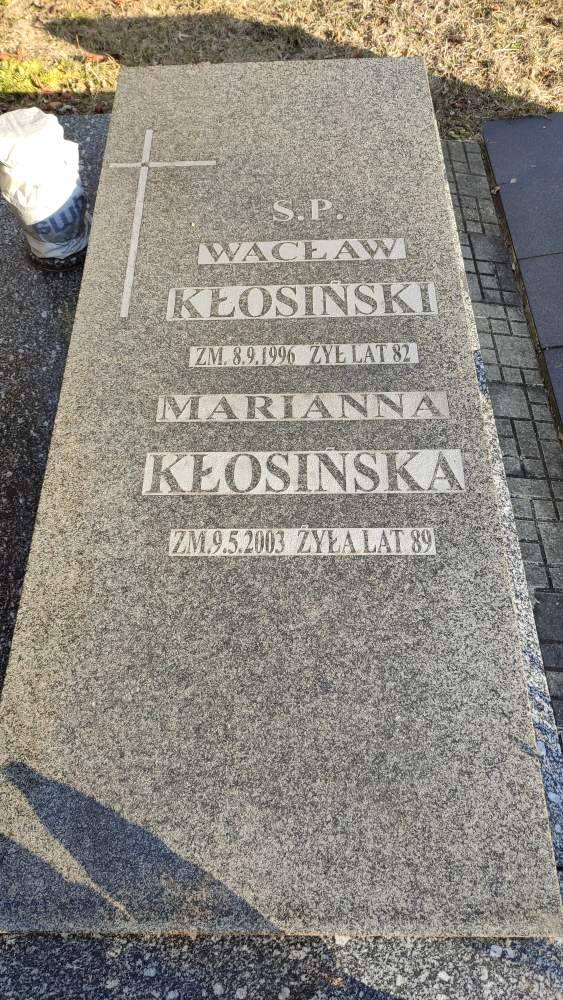 S.P.
WACŁAW
KŁOSIŃSKI
ZM. 8.9.1996 ŻYŁ LAT 82
MARIANNA
KŁOSIŃSKA
ZM.9.5.2003 ŻYŁA LAT 89